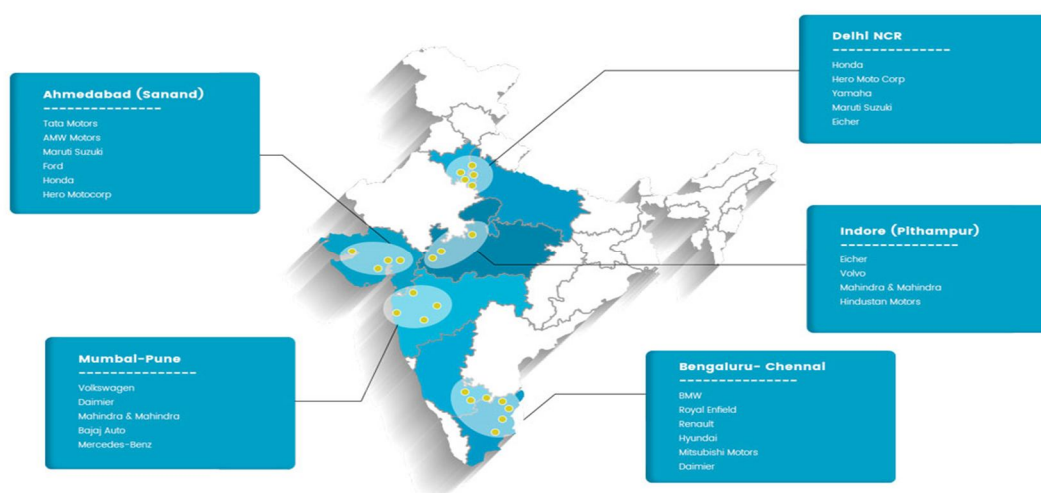 Delhi NCR
Honda
Hero Moto Corp
Yamaha
Maruti Suzuki
Eicher
Ahmedabad (Sanand)
Tata Motors
AMW Motors
Maruti Suzuki
Ford
Honda
Hero Motocorp
Indore (Pithampur)
Eicher
Volvo
Mahindra & Mahindra
Hindustan Motors
Mumbai-Pune
Volkswagen
Daimier
Mahindra & Mahindra
Bajaj Auto
Mercedes-Benz
Bengaluru- Chennai
BMW
Royal Enfield
Renault
Hyundai
Mitsubishi Motors
Daimier